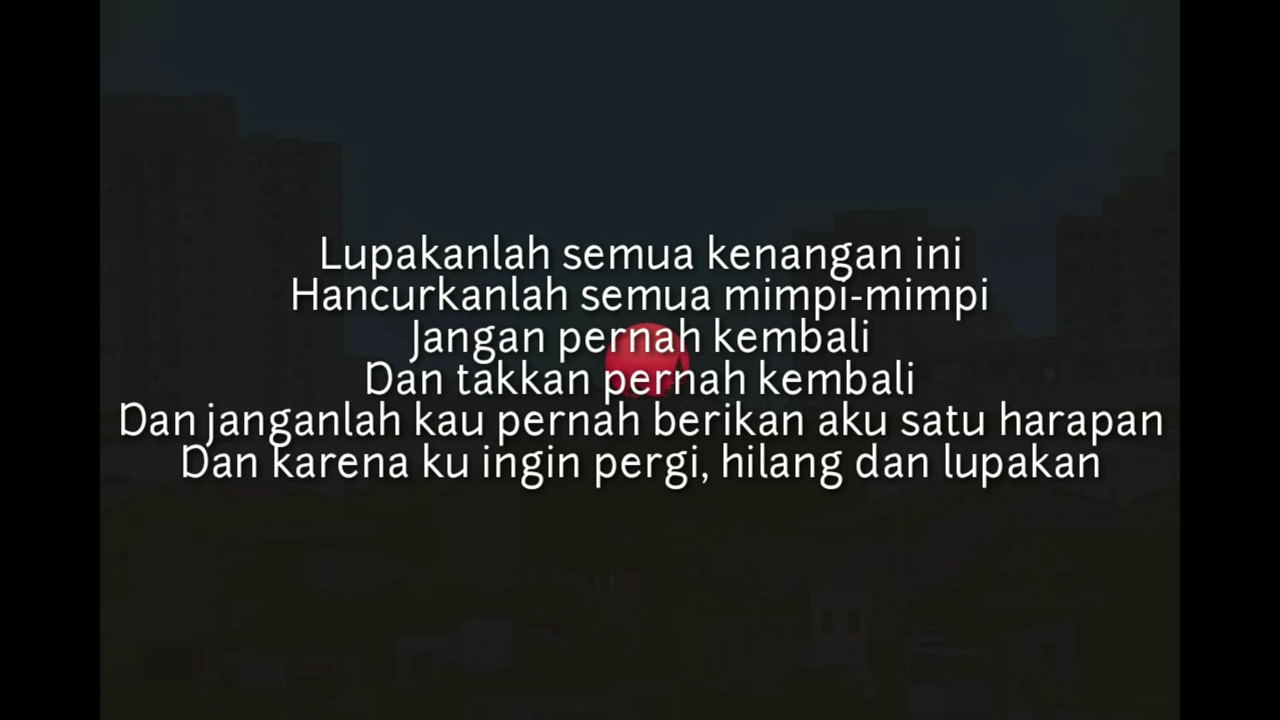 Lupakanlah semua kenangan ini
Hancurkanlah semua mimpi-mimpi
Jangan pernah kembali
Dan takkan pernah kembali
Dan janganlah kau pernah berikan aku satu harapan
Dan karena ku ingin pergi, hilang dan lupakan